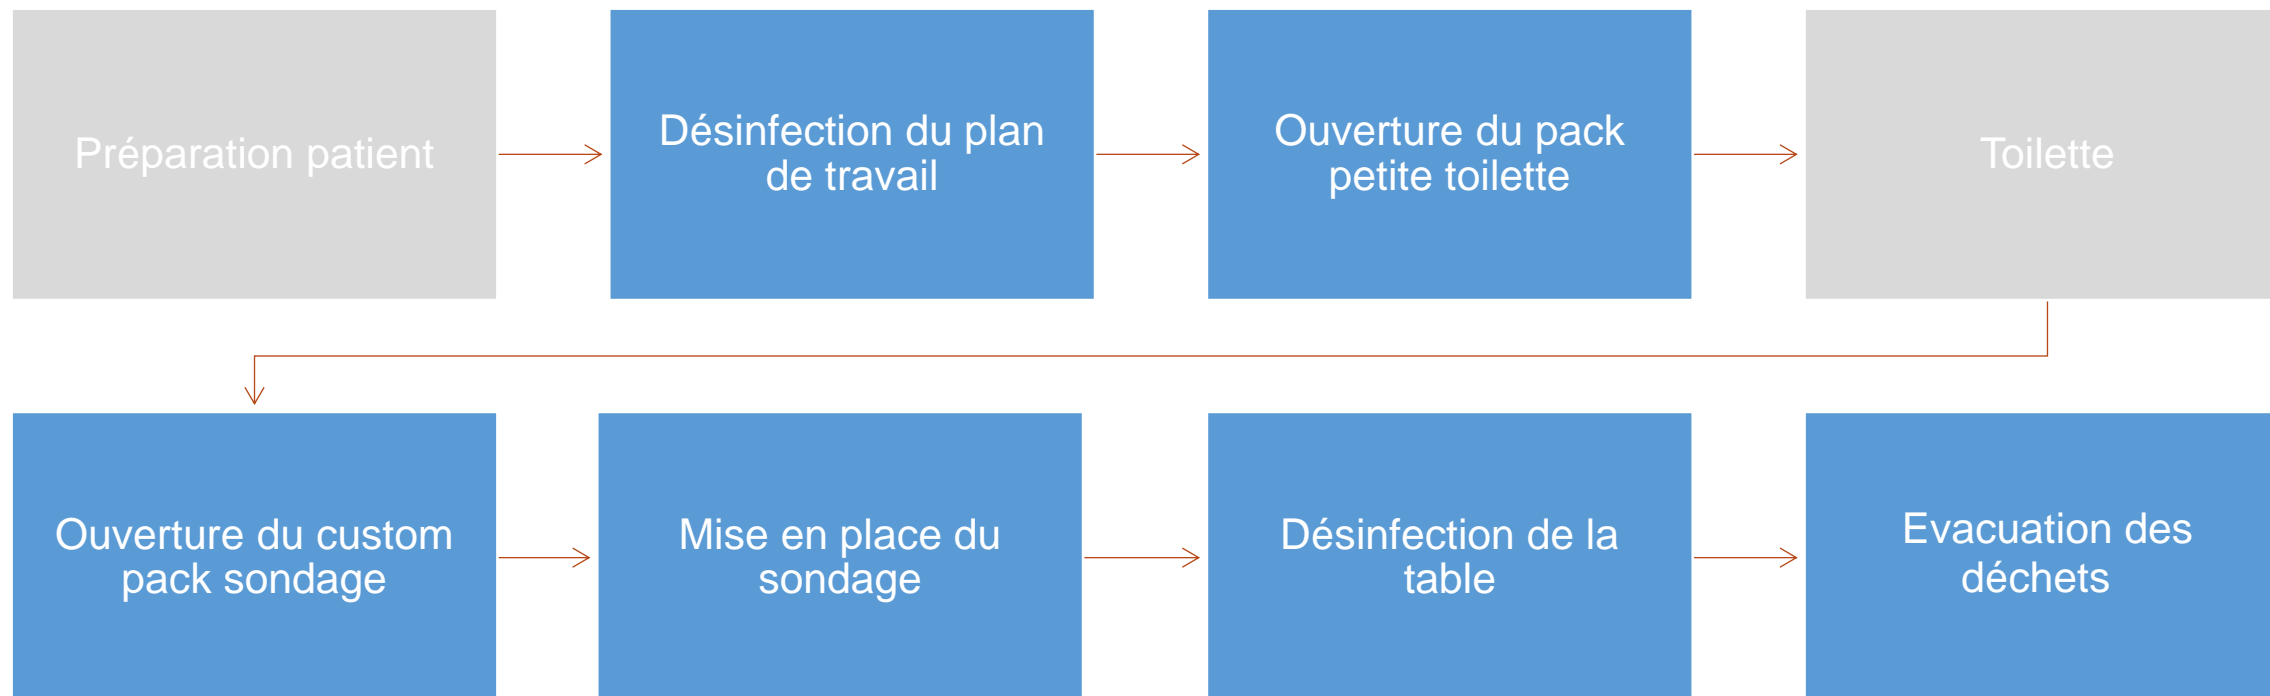 Préparation patient
Désinfection du plan
de travail
Ouverture du pack
petite toilette
Toilette
Ouverture du custom
pack sondage
Mise en place du
sondage
Désinfection de la
table
Evacuation des
déchets